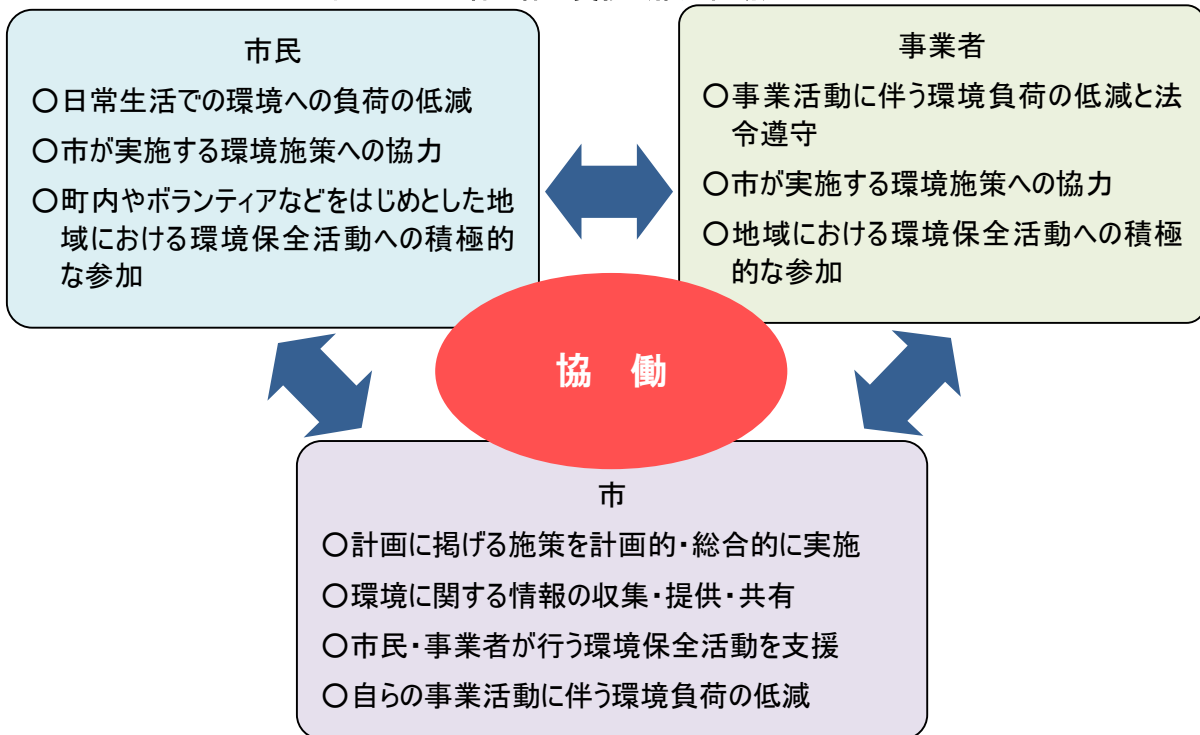 市民
○日常生活での環境への負荷の低減
○市が実施する環境施策への協力
○町内やボランティアなどをはじめとした地
域における環境保全活動への積極的
な参加
事業者
○事業活動に伴う環境負荷の低減と法
令遵守
○市が実施する環境施策への協力
○地域における環境保全活動への積極
的な参加
協　働
市
○計画に掲げる施策を計画的・総合的に実施
○環境に関する情報の収集・提供・共有
○市民・事業者が行う環境保全活動を支援
○自らの事業活動に伴う環境負荷の低減